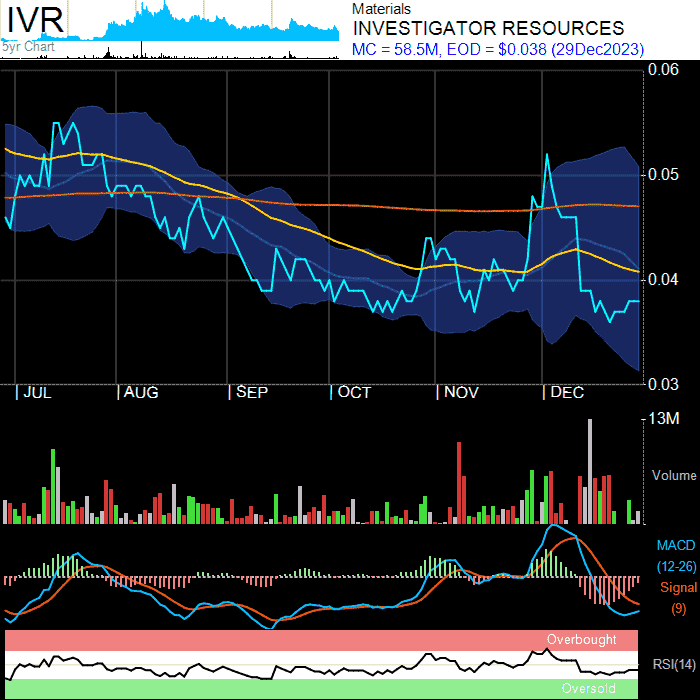 IVR
5yr Chart
Materials
INVESTIGATOR RESOURCES
MC = 58.5M, EOD = $0.038 (29Dec2023)
0.06
0.05
0.04
0.03
JUL AUG SEP OCT NOV DEC
13M
Volume
MACD
(12-26)
Signal
(9)
Overbought
RSI(14)
Oversold